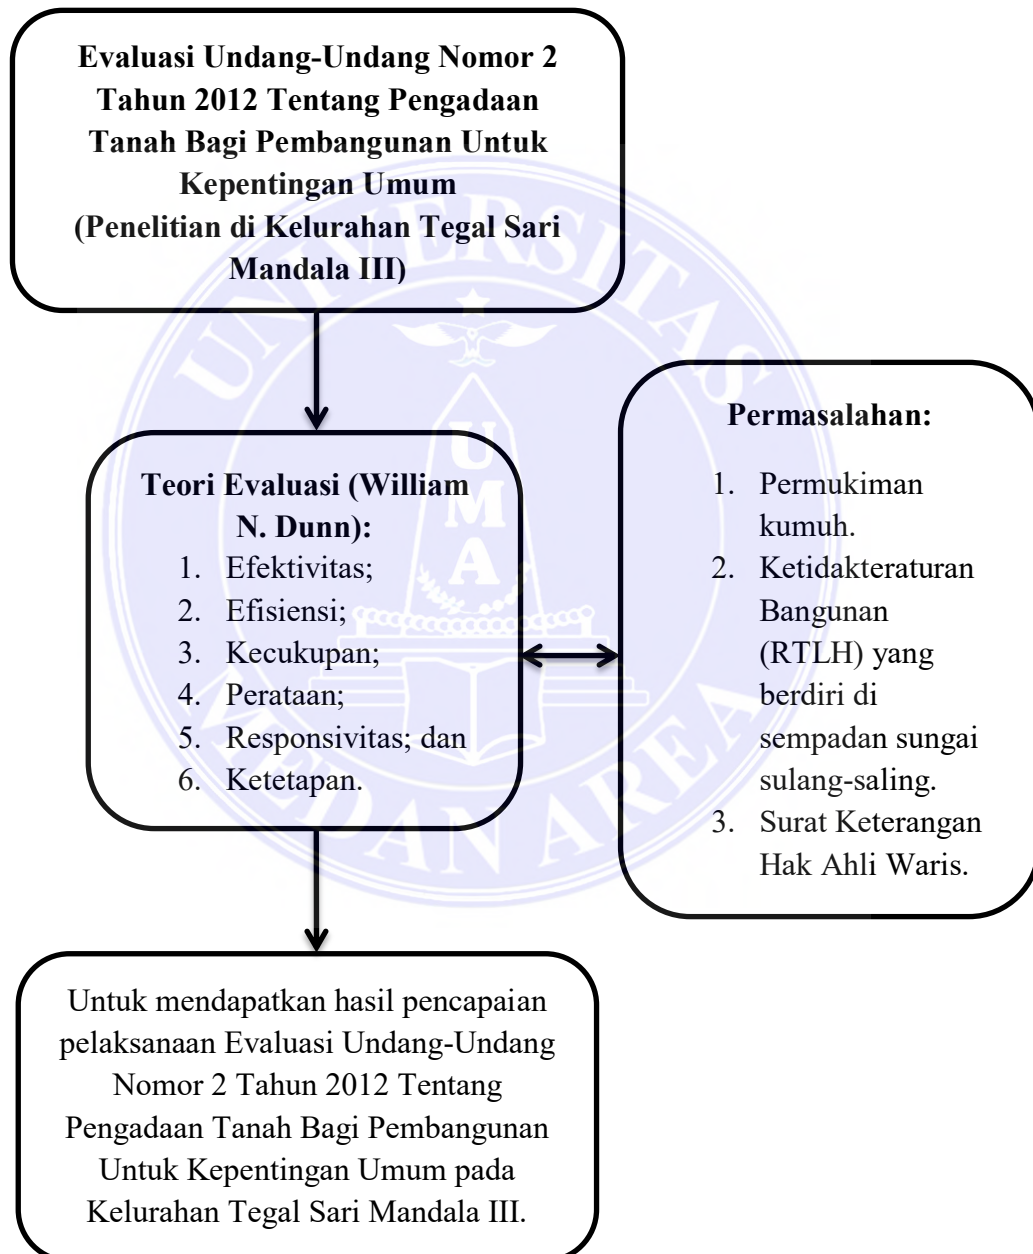 Evaluasi Undang-Undang Nomor 2
Tahun 2012 Tentang Pengadaan
Tanah Bagi Pembangunan Untuk
Kepentingan Umum
(Penelitian di Kelurahan Tegal Sari
Mandala III)
Teori Evaluasi (William
N. Dunn):
1. Efektivitas;
2. Efisiensi;
3. Kecukupan;
4. Perataan;
5. Responsivitas; dan
6. Ketetapan.
Permasalahan:
1. Permukiman
kumuh.
2. Ketidakteraturan
Bangunan
(RTLH) yang
berdiri di
sempadan sungai
sulang-saling.
3. Surat Keterangan
Hak Ahli Waris.
Untuk mendapatkan hasil pencapaian
pelaksanaan Evaluasi Undang-Undang
Nomor 2 Tahun 2012 Tentang
Pengadaan Tanah Bagi Pembangunan
Untuk Kepentingan Umum pada
Kelurahan Tegal Sari Mandala III.
UNIVERSITAS
MEDAN AREA
UMA